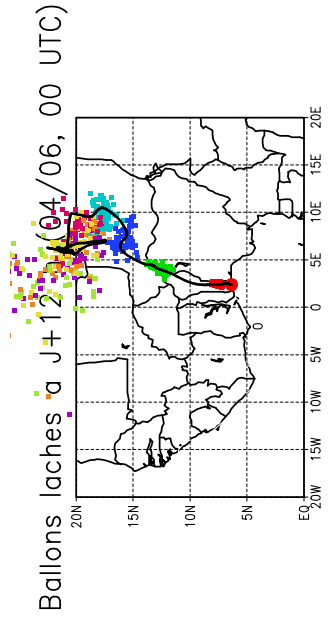 Ballons laches a J+12 (04/06, 00 UTC)
20N
15N
10N
5N
EQ
0
20W 15W 10W 5W 0 5E 10E 15E 20E